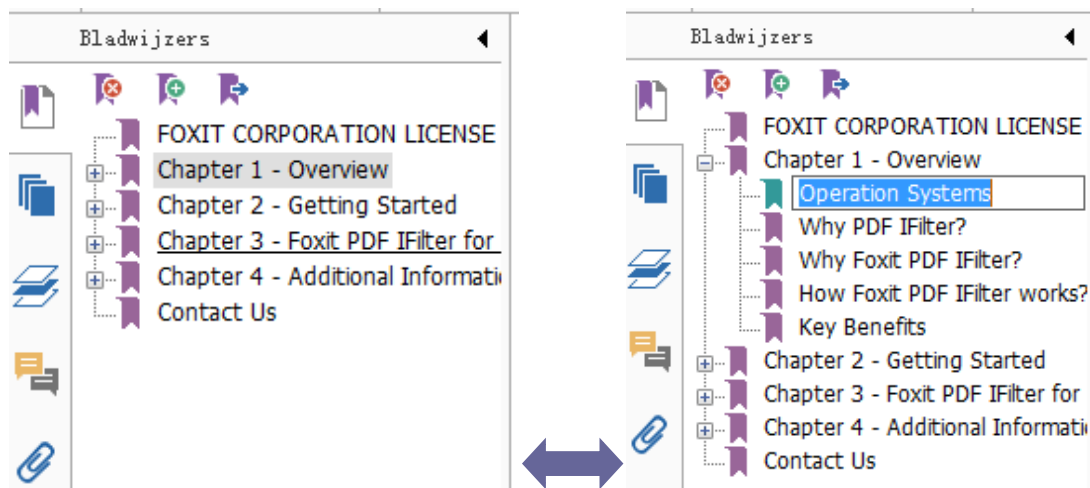 Bladwijzers
FOXIT CORPORATION LICENSE
Chapter 1 - Overview
Chapter 2 - Getting Started
Chapter 3 - Foxit PDF IFilter for
Chapter 4 - Additional Informati
Contact Us
Bladwijzers
FOXIT CORPORATION LICENSE
Chapter 1 - Overview
Operation Systems
Why PDF IFilter?
Why Foxit PDF IFilter?
How Foxit PDF IFilter works?
Key Benefits
Chapter 2 - Getting Started
Chapter 3 - Foxit PDF IFilter for
Chapter 4 - Additional Informati
Contact Us